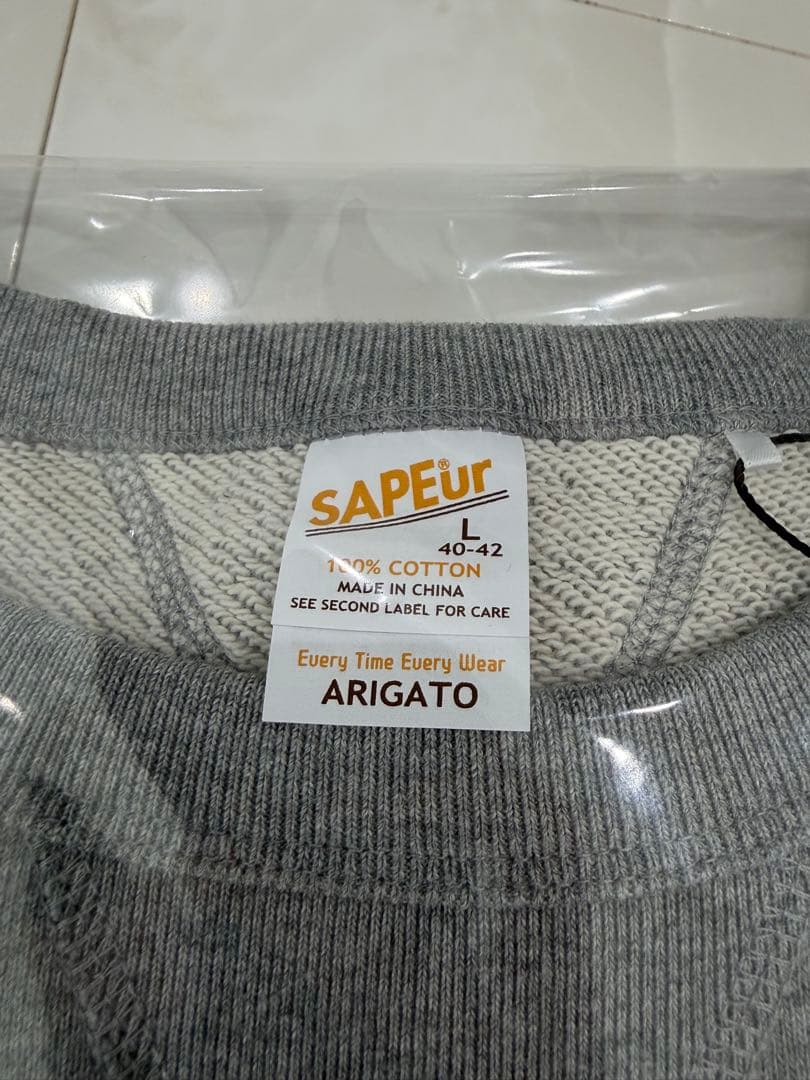 SAPEur®
L
40-42
100% COTTON
MADE IN CHINA
SEE SECOND LABEL FOR CARE
Every Time Every Wear
ARIGATO